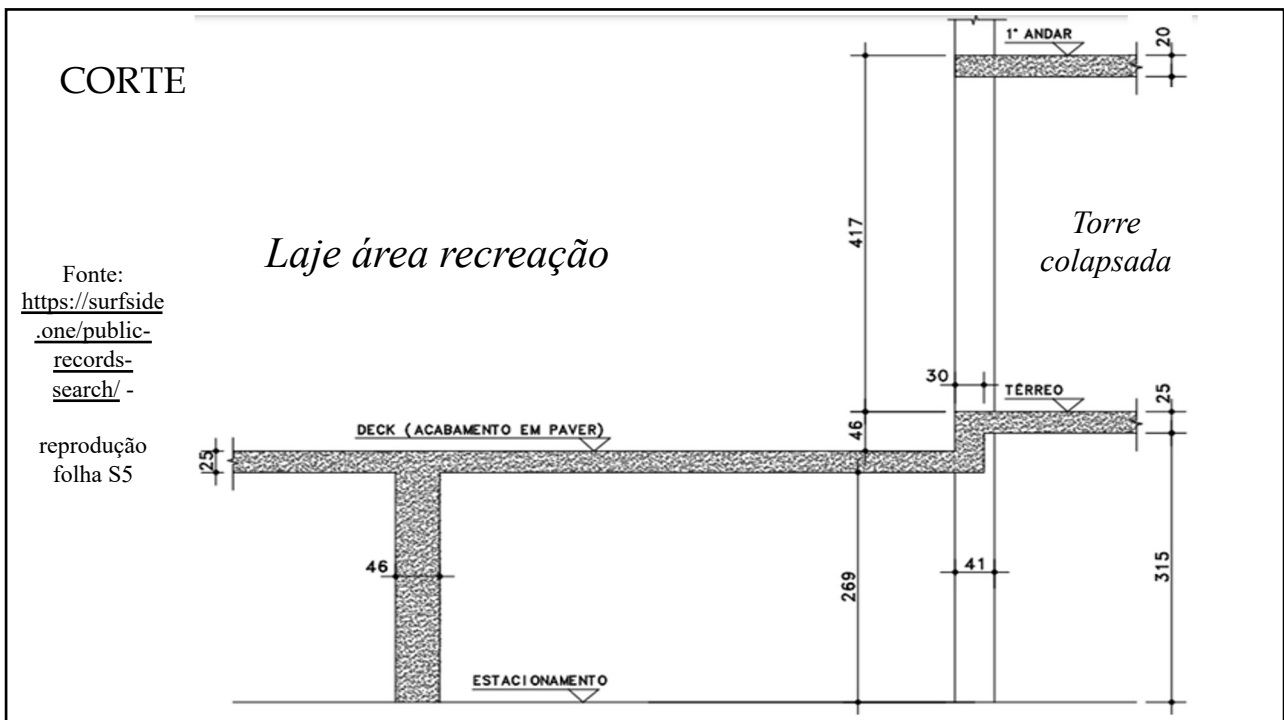 CORTE
1° ANDAR
20
417
Laje área recreação
Torre
colapsada
Fonte:
https://surfside
.one/public-
records-
search/ -
reprodução
folha S5
30
TÉRREO
25
46
DECK (ACABAMENTO EM PAVER)
25
46
269
41
315
ESTACIONAMENTO